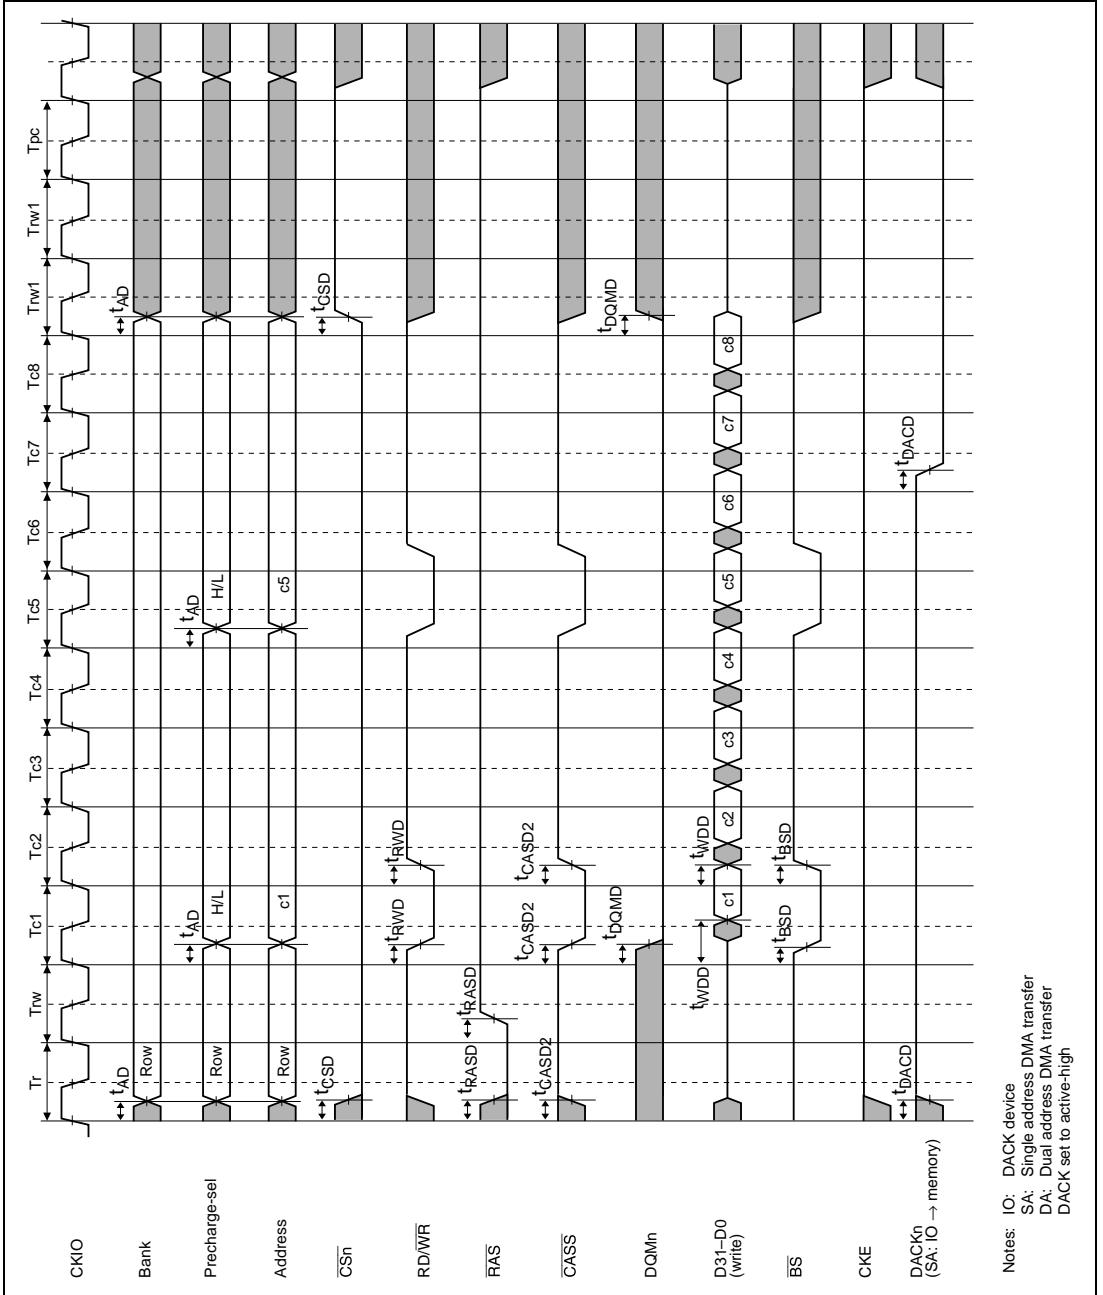 Tr Trw Tc1 Tc2 Tc3 Tc4 Tc5 Tc6 Tc7 Tc8 Trw1 Trw1 Tpc
CKIO
Bank tAD Row tAD
Precharge-sel Row tAD H/L tAD H/L
Address Row c1 c5
CSn tCSD tCSD
RD/WR tRWD tRWD
RAS tRASD tRASD
CASS tCASD2 tCASD2 tCASD2
DQMn tDQMD tDQMD
D31–D0
(write)
tWDD c1 tWDD c2 c3 c4 c5 c6 c7 c8
BS tBSD tBSD
CKE
DACKn
(SA: IO → memory)
tDACD tDACD
Notes: IO: DACK device
SA: Single address DMA transfer
DA: Dual address DMA transfer
DACK set to active-high